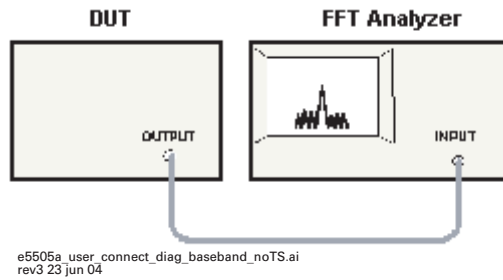 DUT
FFT Analyzer
OUTPUT
INPUT
e5505a_user_connect_diag_baseband_noTS.ai
rev3 23 jun 04